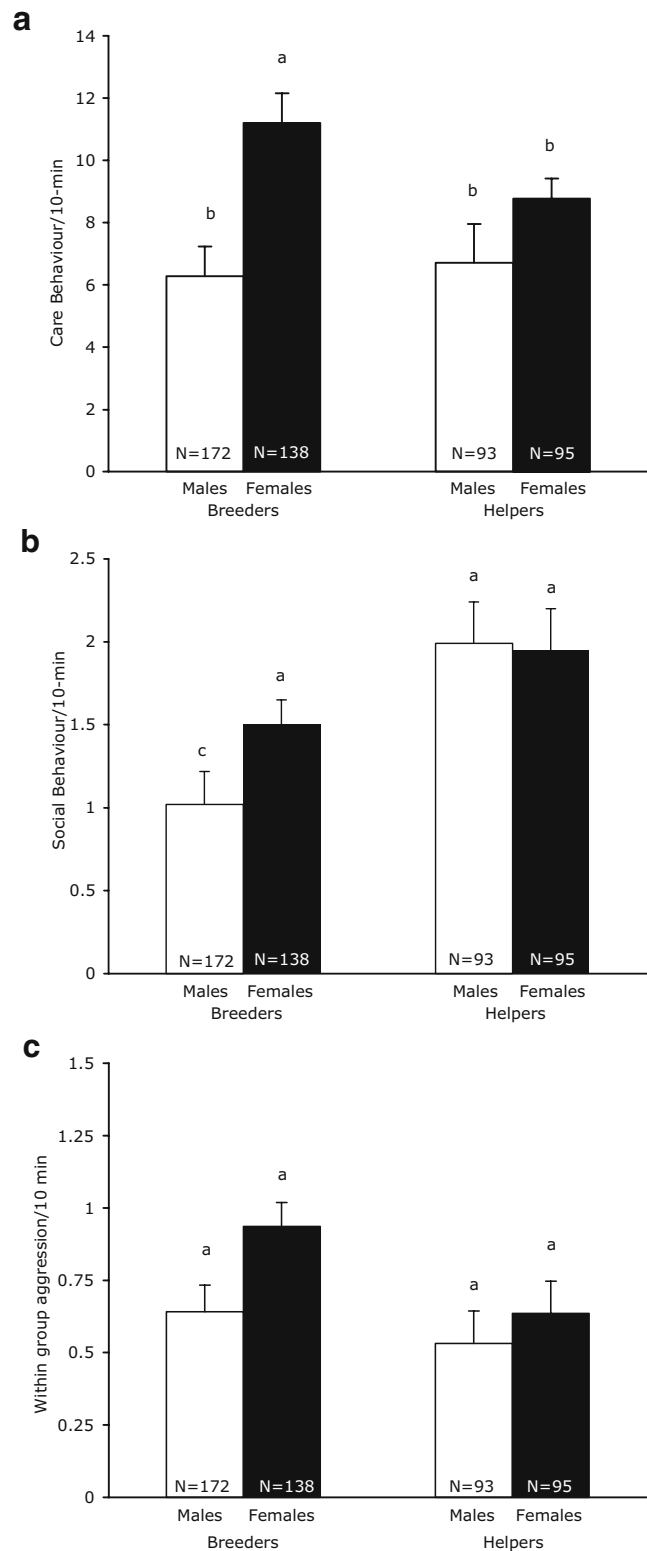 a
14
12
10
8
6
4
2
0
Care Behaviour/10-min
b
a
b
b
N=172 N=138 N=93 N=95
Males Females Males Females
Breeders Helpers
b
2.5
2
1.5
1
0.5
0
Social Behaviour/10-min
c
a
a
a
N=172 N=138 N=93 N=95
Males Females Males Females
Breeders Helpers
c
1.5
1.25
1
0.75
0.5
0.25
0
Within group aggression/10 min
a
a
a
a
N=172 N=138 N=93 N=95
Males Females Males Females
Breeders Helpers